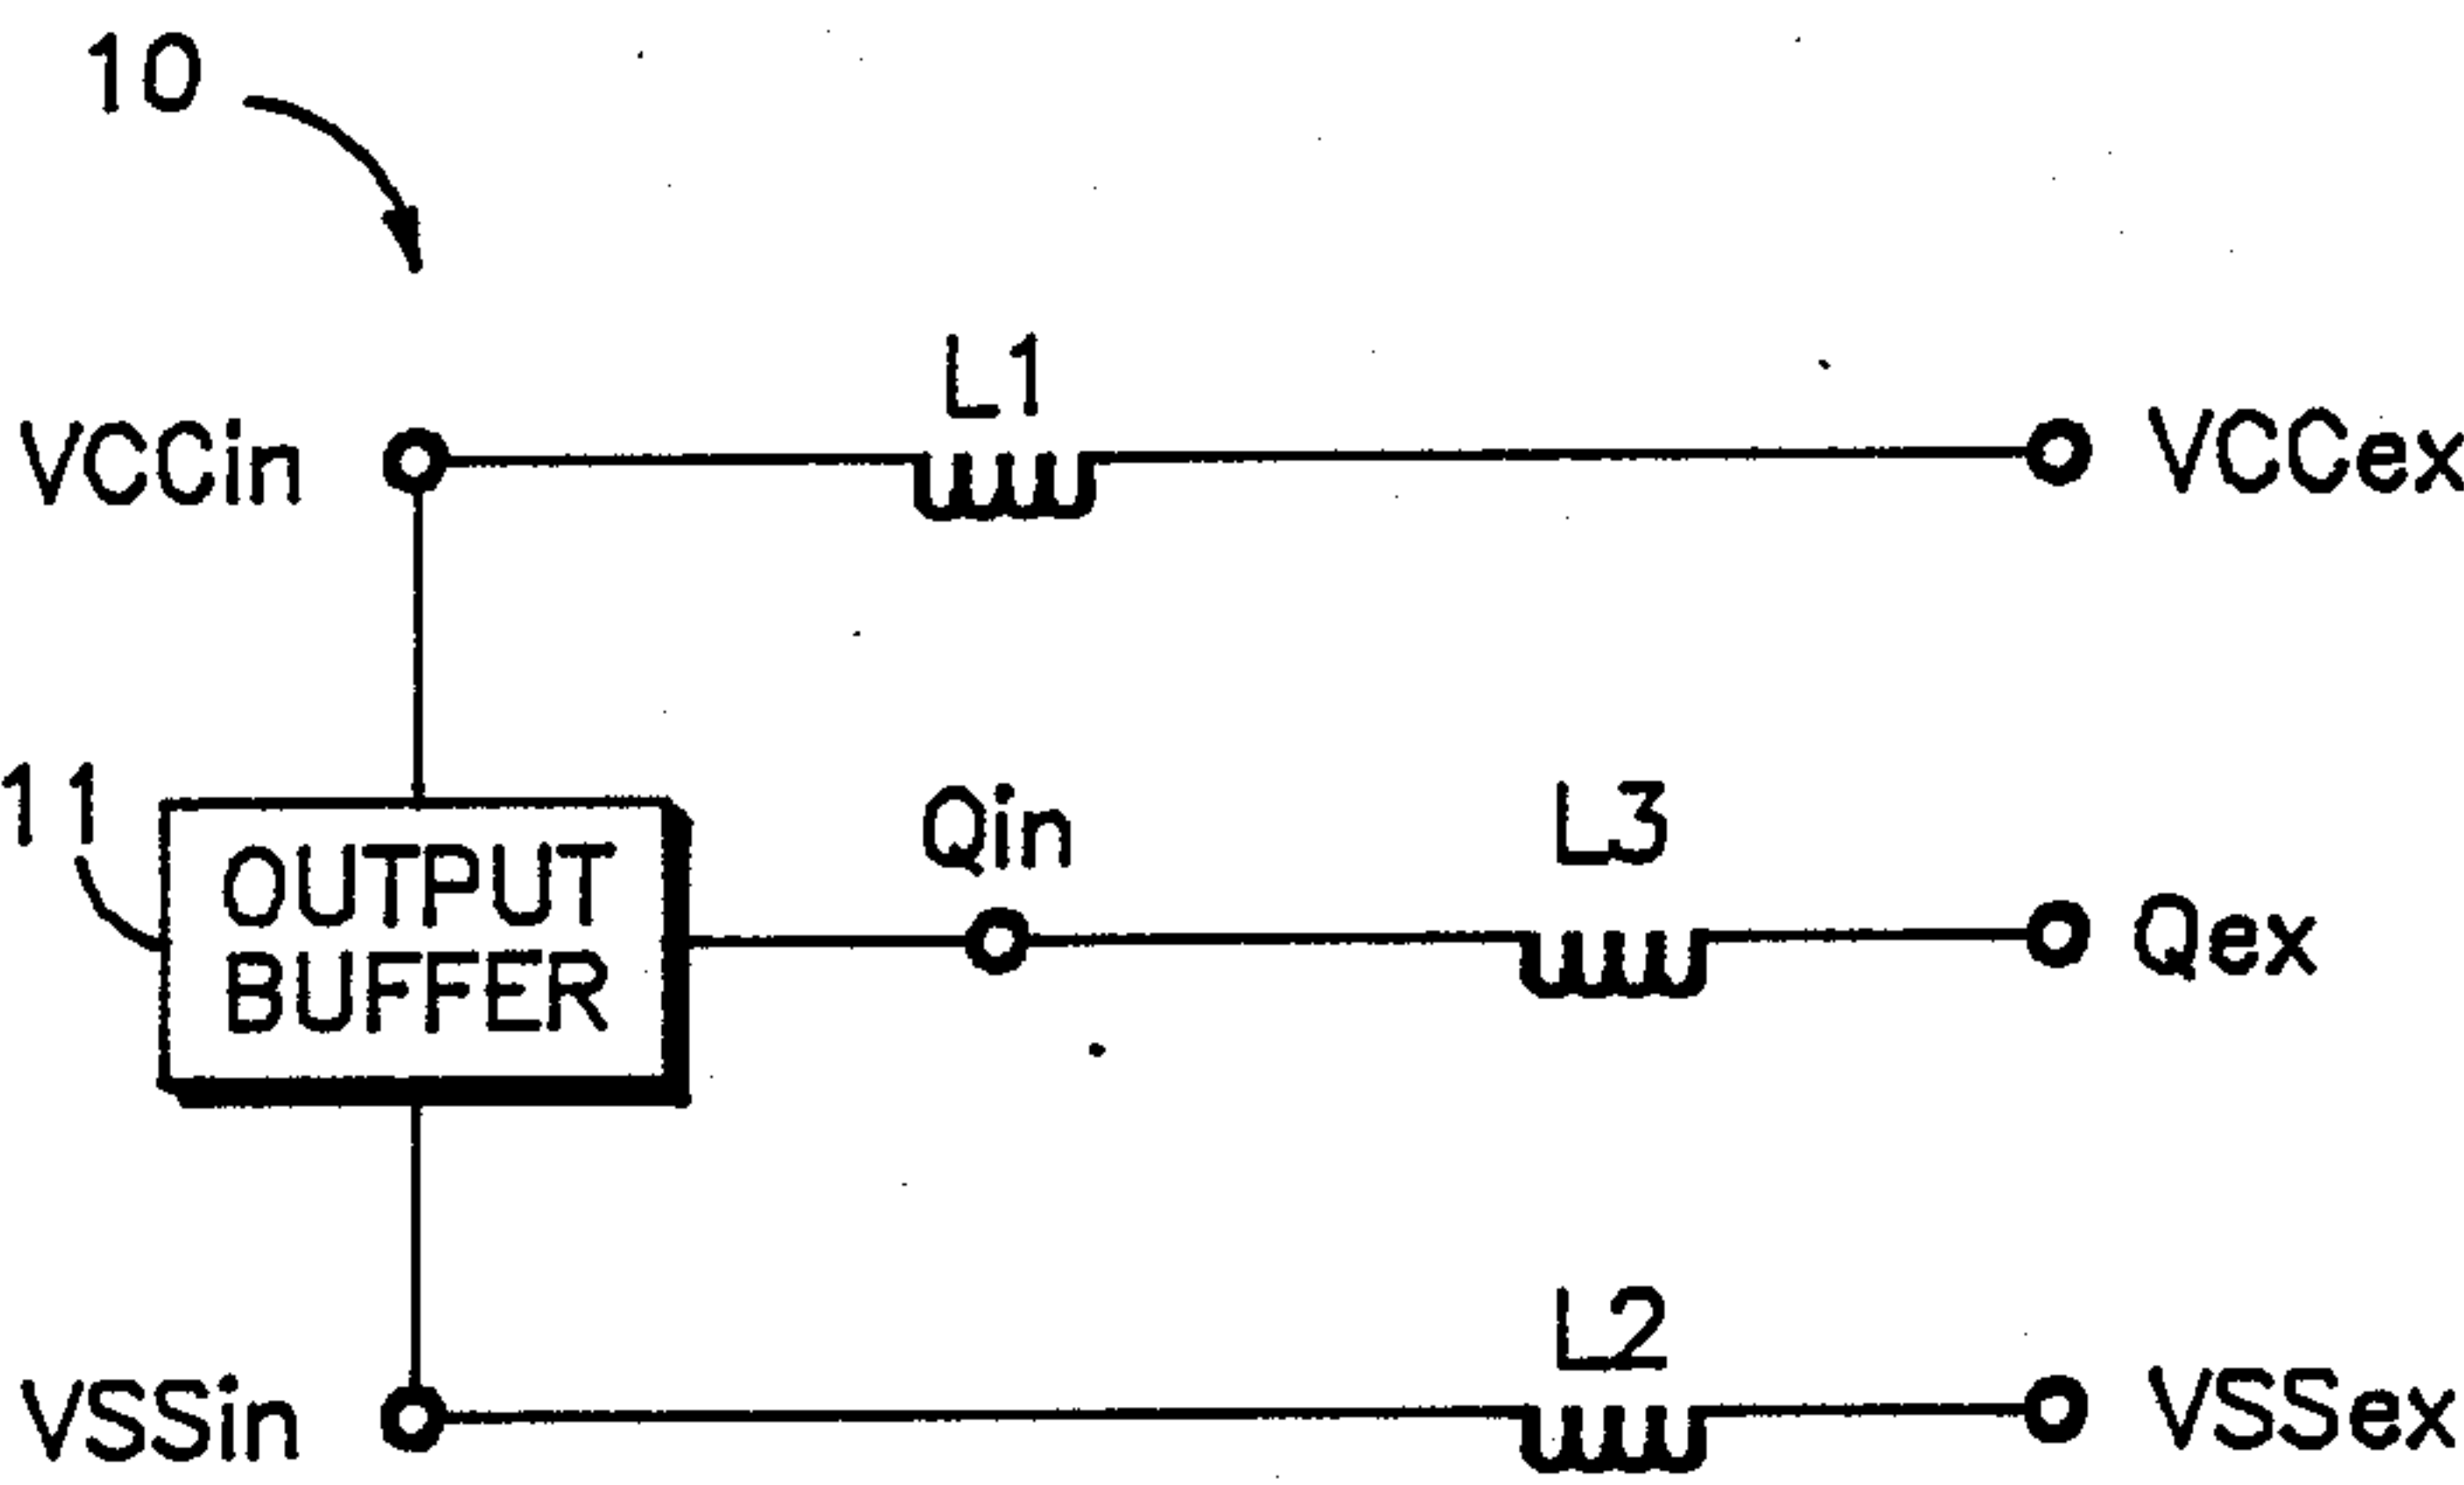 10
L1
VCCin
VCCex
11
OUTPUT
BUFFER
Qin
L3
Qex
L2
VSSin
VSSex